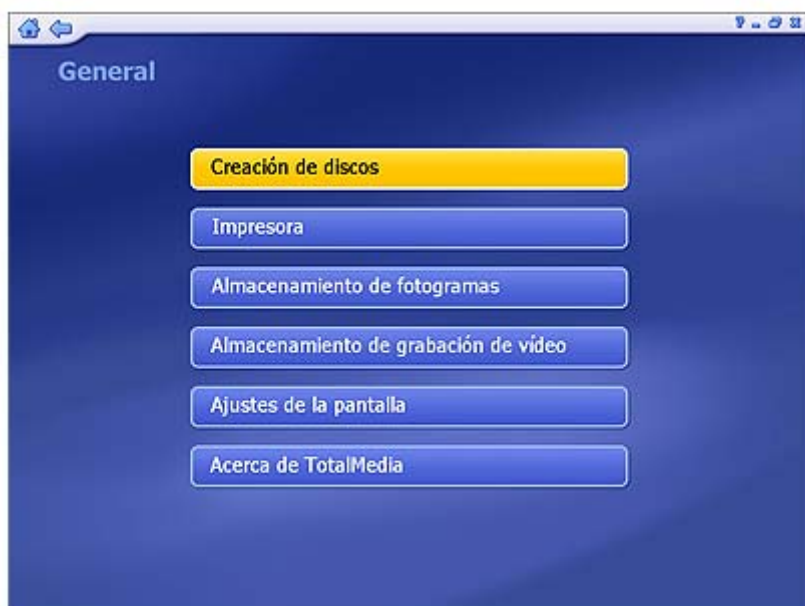 General
Creación de discos
Impresora
Almacenamiento de fotogramas
Almacenamiento de grabación de vídeo
Ajustes de la pantalla
Acerca de TotalMedia